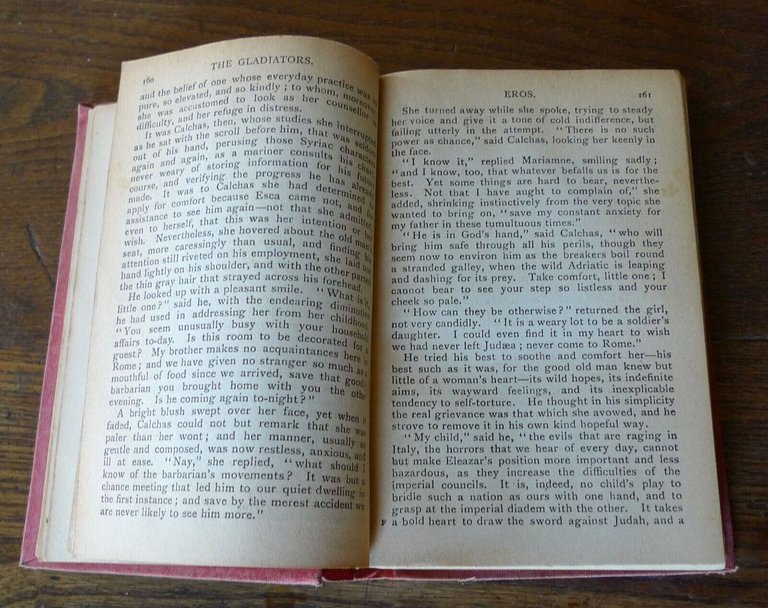 160
THE GLADIATORS.
and the belief of one whose everyday practice was so
pure, so elevated, and so kindly; to whom, moreover,
she was accustomed to look as her counsellor in
difficulty, and her refuge in distress.
It was Calchas, then, whose studies she interrupted
as he sat with the scroll before him, that was seldom
out of his hand, perusing those Syriac characters
again and again, as a mariner consults his chart,
never weary of storing information for his future
course, and verifying the progress he has already
made. It was to Calchas she had determined to
apply for comfort because Esca came not, and for
assistance to see him again—not that she admitted,
even to herself, that this was her intention or her
wish. Nevertheless, she hovered about the old man's
seat, more caressingly than usual, and finding his
attention still riveted on his employment, she laid one
hand lightly on his shoulder, and with the other parted
the thin gray hair that strayed across his forehead.
He looked up with a pleasant smile. "What is it,
little one?" said he, with the endearing diminutive
he had used in addressing her from her childhood.
"You seem unusually busy with your household
affairs to-day. Is this room to be decorated for a
guest? My brother makes no acquaintances here in
Rome; and we have given no stranger so much as a
mouthful of food since we arrived, save that goodly
barbarian you brought home with you the other
evening. Is he coming again to-night?"
A bright blush swept over her face, yet when it
faded, Calchas could not but remark that she was
paler than her wont; and her manner, usually so
gentle and composed, was now restless, anxious, and
ill at ease. "Nay," she replied, "what should I
know of the barbarian's movements? It was but a
chance meeting that led him to our quiet dwelling in
the first instance; and save by the merest accident we
are never likely to see him more."
EROS.
161
She turned away while she spoke, trying to steady
her voice and give it a tone of cold indifference, but
failing utterly in the attempt. "There is no such
power as chance," said Calchas, looking her keenly in
the face.
"I know it," replied Mariamne, smiling sadly;
"and I know, too, that whatever befalls us is for the
best. Yet some things are hard to bear, neverthe-
less. Not that I have aught to complain of," she
added, shrinking instinctively from the very topic she
wanted to bring on, "save my constant anxiety for
my father in these tumultuous times."
"He is in God's hand," said Calchas, "who will
bring him safe through all his perils, though they
seem now to environ him as the breakers boil round
a stranded galley, when the wild Adriatic is leaping
and dashing for its prey. Take comfort, little one; I
cannot bear to see your step so listless and your
cheek so pale."
"How can they be otherwise?" returned the girl,
not very candidly. "It is a weary lot to be a soldier's
daughter. I could even find it in my heart to wish
we had never left Judæa; never come to Rome."
He tried his best to soothe and comfort her—his
best such as it was, for the good old man knew but
little of a woman's heart—its wild hopes, its indefinite
aims, its wayward feelings, and its inexplicable
tendency to self-torture. He thought in his simplicity
the real grievance was that which she avowed, and he
strove to remove it in his own kind hopeful way.
"My child," said he, "the evils that are raging in
Italy, the horrors that we hear of every day, cannot
but make Eleazar's position more important and less
hazardous, as they increase the difficulties of the
imperial councils. It is, indeed, no child's play to
bridle such a nation as ours with one hand, and to
grasp at the imperial diadem with the other. It takes
F a bold heart to draw the sword against Judah, and a